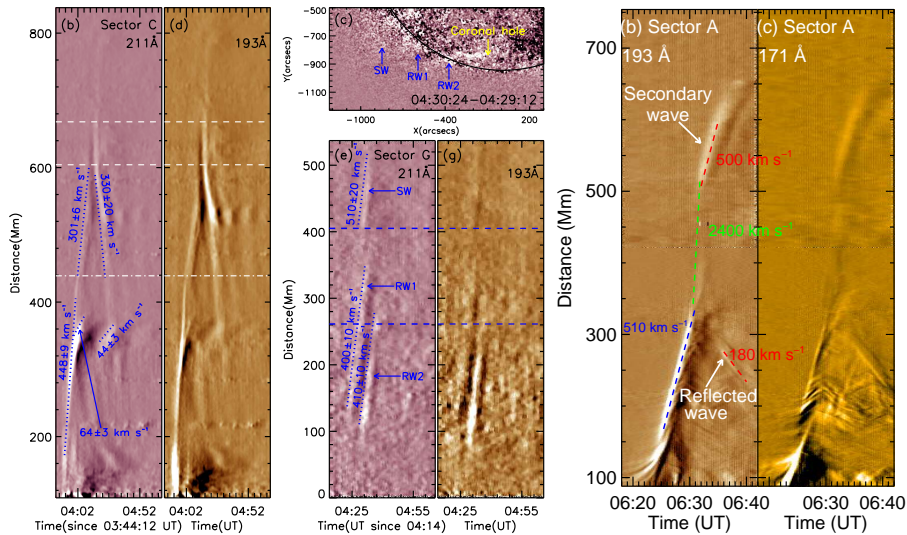 (b) Sector C
211Å
(d)
193Å
800
600
400
200
Distance(Mm)
301±6 km s⁻¹
330±20 km s⁻¹
448±9 km s⁻¹
44±3 km s⁻¹
64±3 km s⁻¹
04:02 04:52
04:02 04:52
Time(since 03:44:12 UT)
Time(UT)
(c)
Coronal hole
SW
RW1
RW2
04:30:24-04:29:12
-500
-700
-900
-1100
Y(arcsecs)
-1000 -400 200
X(arcsecs)
(e) Sector G
211Å
(g)
193Å
500
400
300
200
100
0
Distance(Mm)
510±20 km s⁻¹
SW
RW1
400±10 km s⁻¹
410±10 km s⁻¹
RW2
04:25 04:55
04:25 04:55
Time(UT since 04:14)
Time(UT)
(b) Sector A
193 Å
(c) Sector A
171 Å
700
500
300
100
Distance (Mm)
Secondary
wave
500 km s⁻¹
2400 km s⁻¹
510 km s⁻¹
180 km s⁻¹
Reflected
wave
06:20 06:30 06:40
06:30 06:40
Time (UT)
Time (UT)